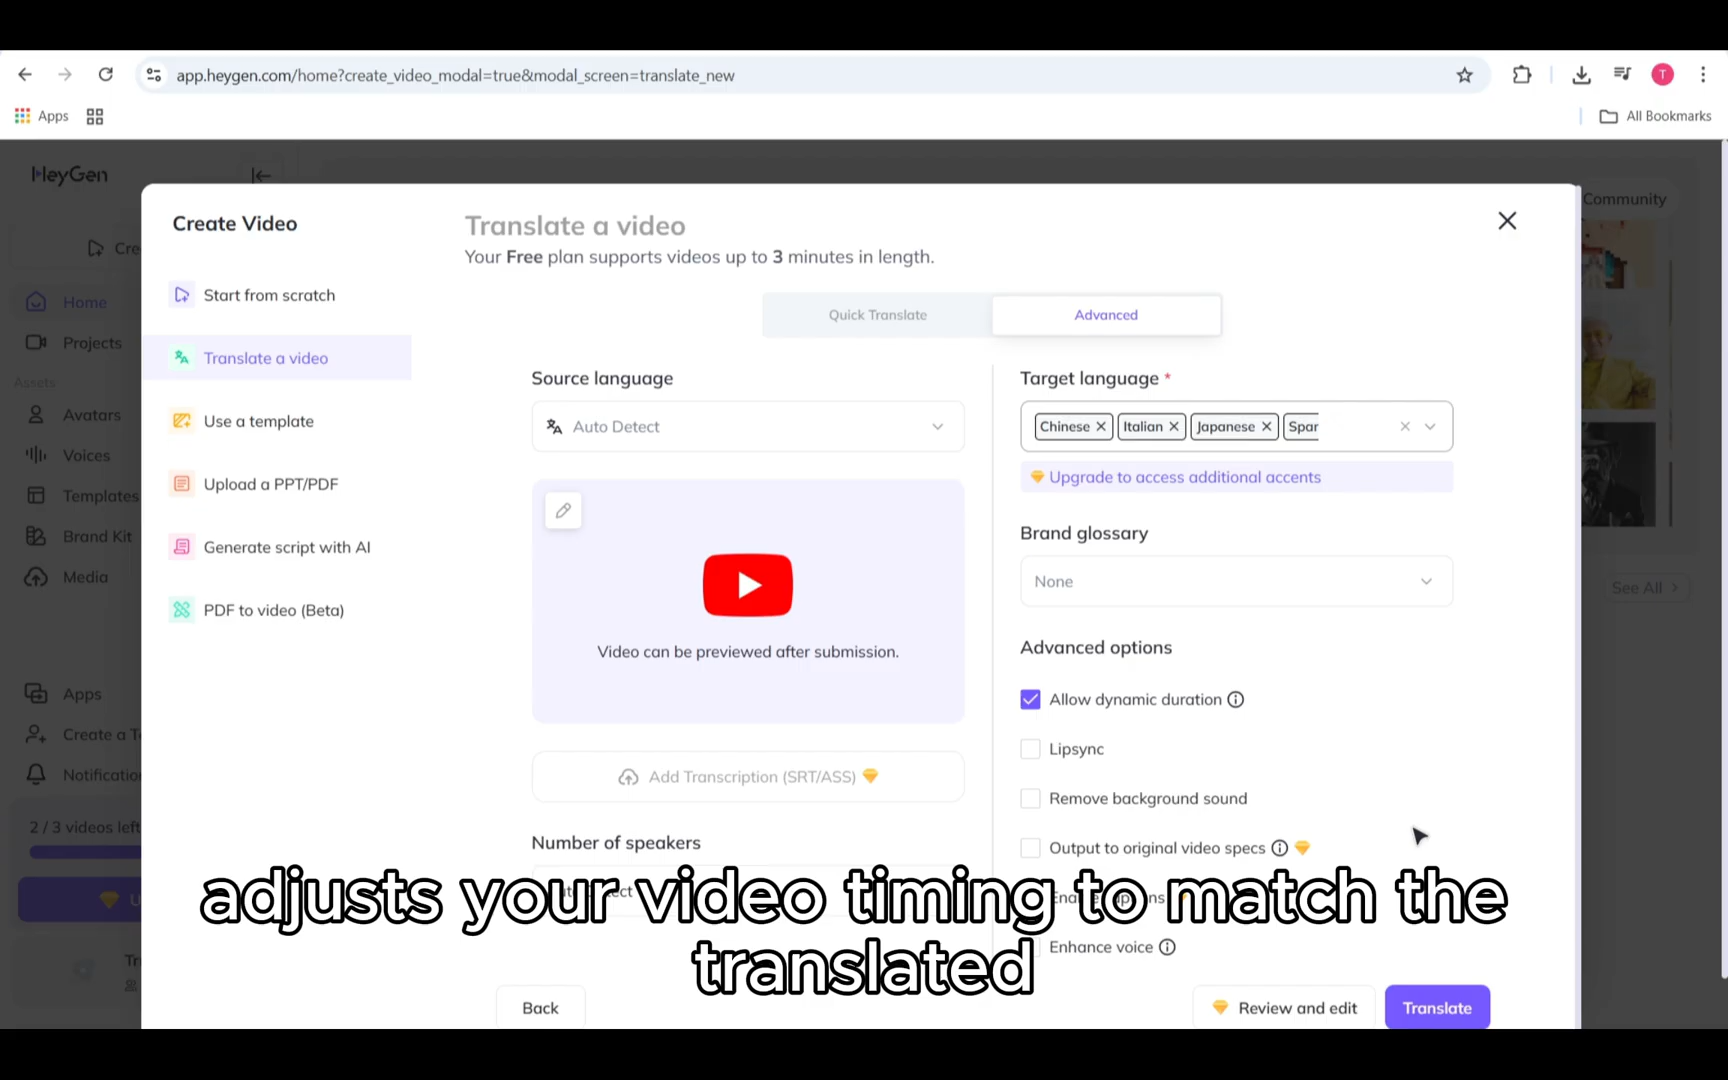 app.heygen.com/home?create_video_modal=true&modal_screen=translate_new
T
Apps
All Bookmarks
HeyGen
Community
Create Video
Translate a video
Your Free plan supports videos up to 3 minutes in length.
Cre
Start from scratch
Home
Quick Translate
Advanced
Projects
Translate a video
Assets
Source language
Target language *
Avatars
Use a template
Auto Detect
Chinese
Italian
Japanese
Spar
Voices
Upgrade to access additional accents
Templates
Upload a PPT/PDF
Brand Kit
Generate script with AI
Brand glossary
Media
None
See All
PDF to video (Beta)
Video can be previewed after submission.
Advanced options
Apps
Allow dynamic duration
Create a T
Lipsync
Notificatio
Add Transcription (SRT/ASS)
Remove background sound
2 / 3 videos left
Number of speakers
Output to original video specs
U
adjusts your video timing to match the
translated
Enhance voice
Tr
Back
Review and edit
Translate